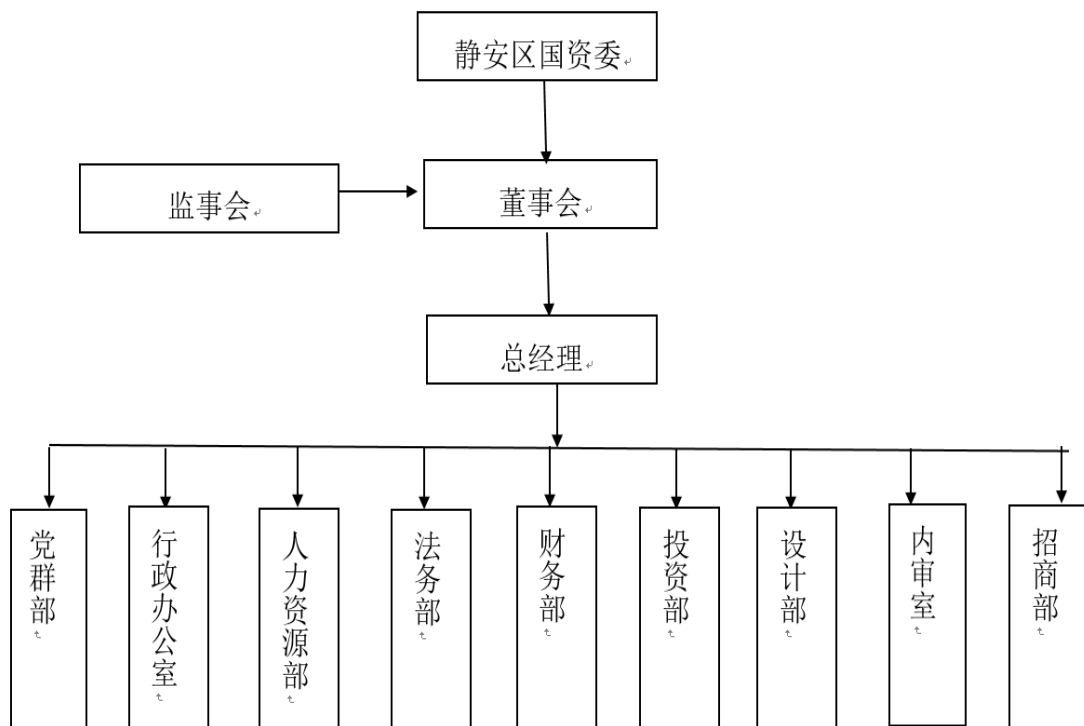 静安区国资委
监事会
董事会
总经理
党群部
行政办公室
人力资源部
法务部
财务部
投资部
设计部
内审室
招商部